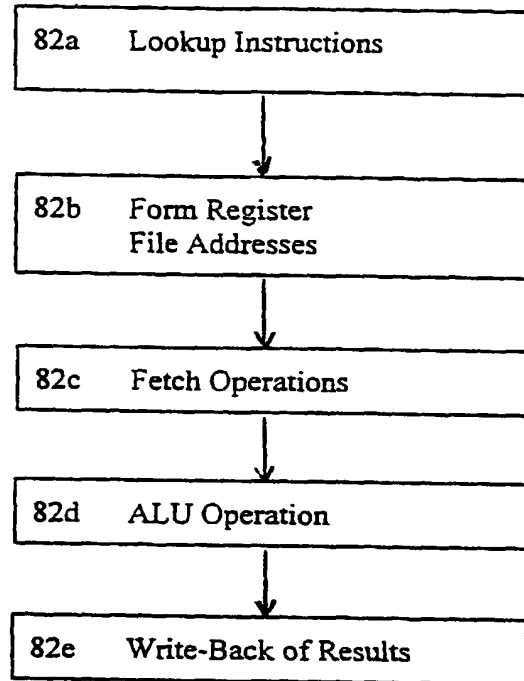 82a Lookup Instructions
82b Form Register
File Addresses
82c Fetch Operations
82d ALU Operation
82e Write-Back of Results